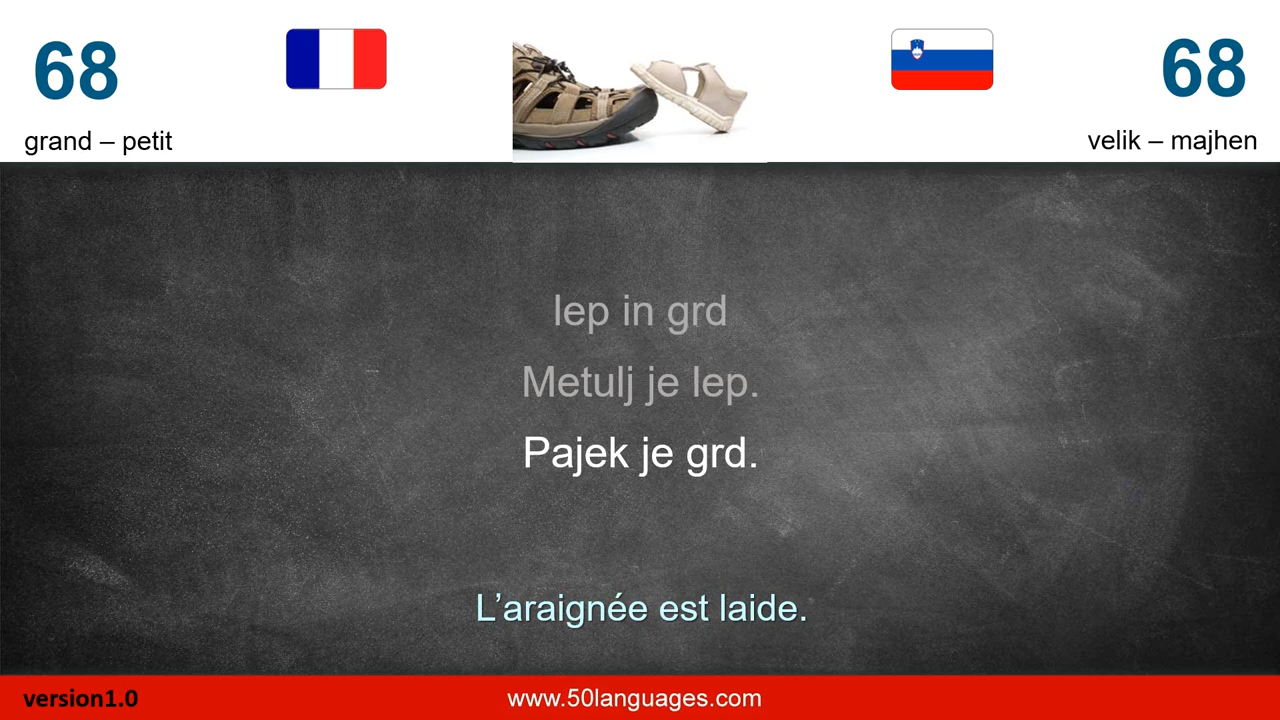 68
68
grand – petit
velik – majhen
lep in grd
Metulj je lep.
Pajek je grd.
L’araignée est laide.
version1.0
www.50languages.com